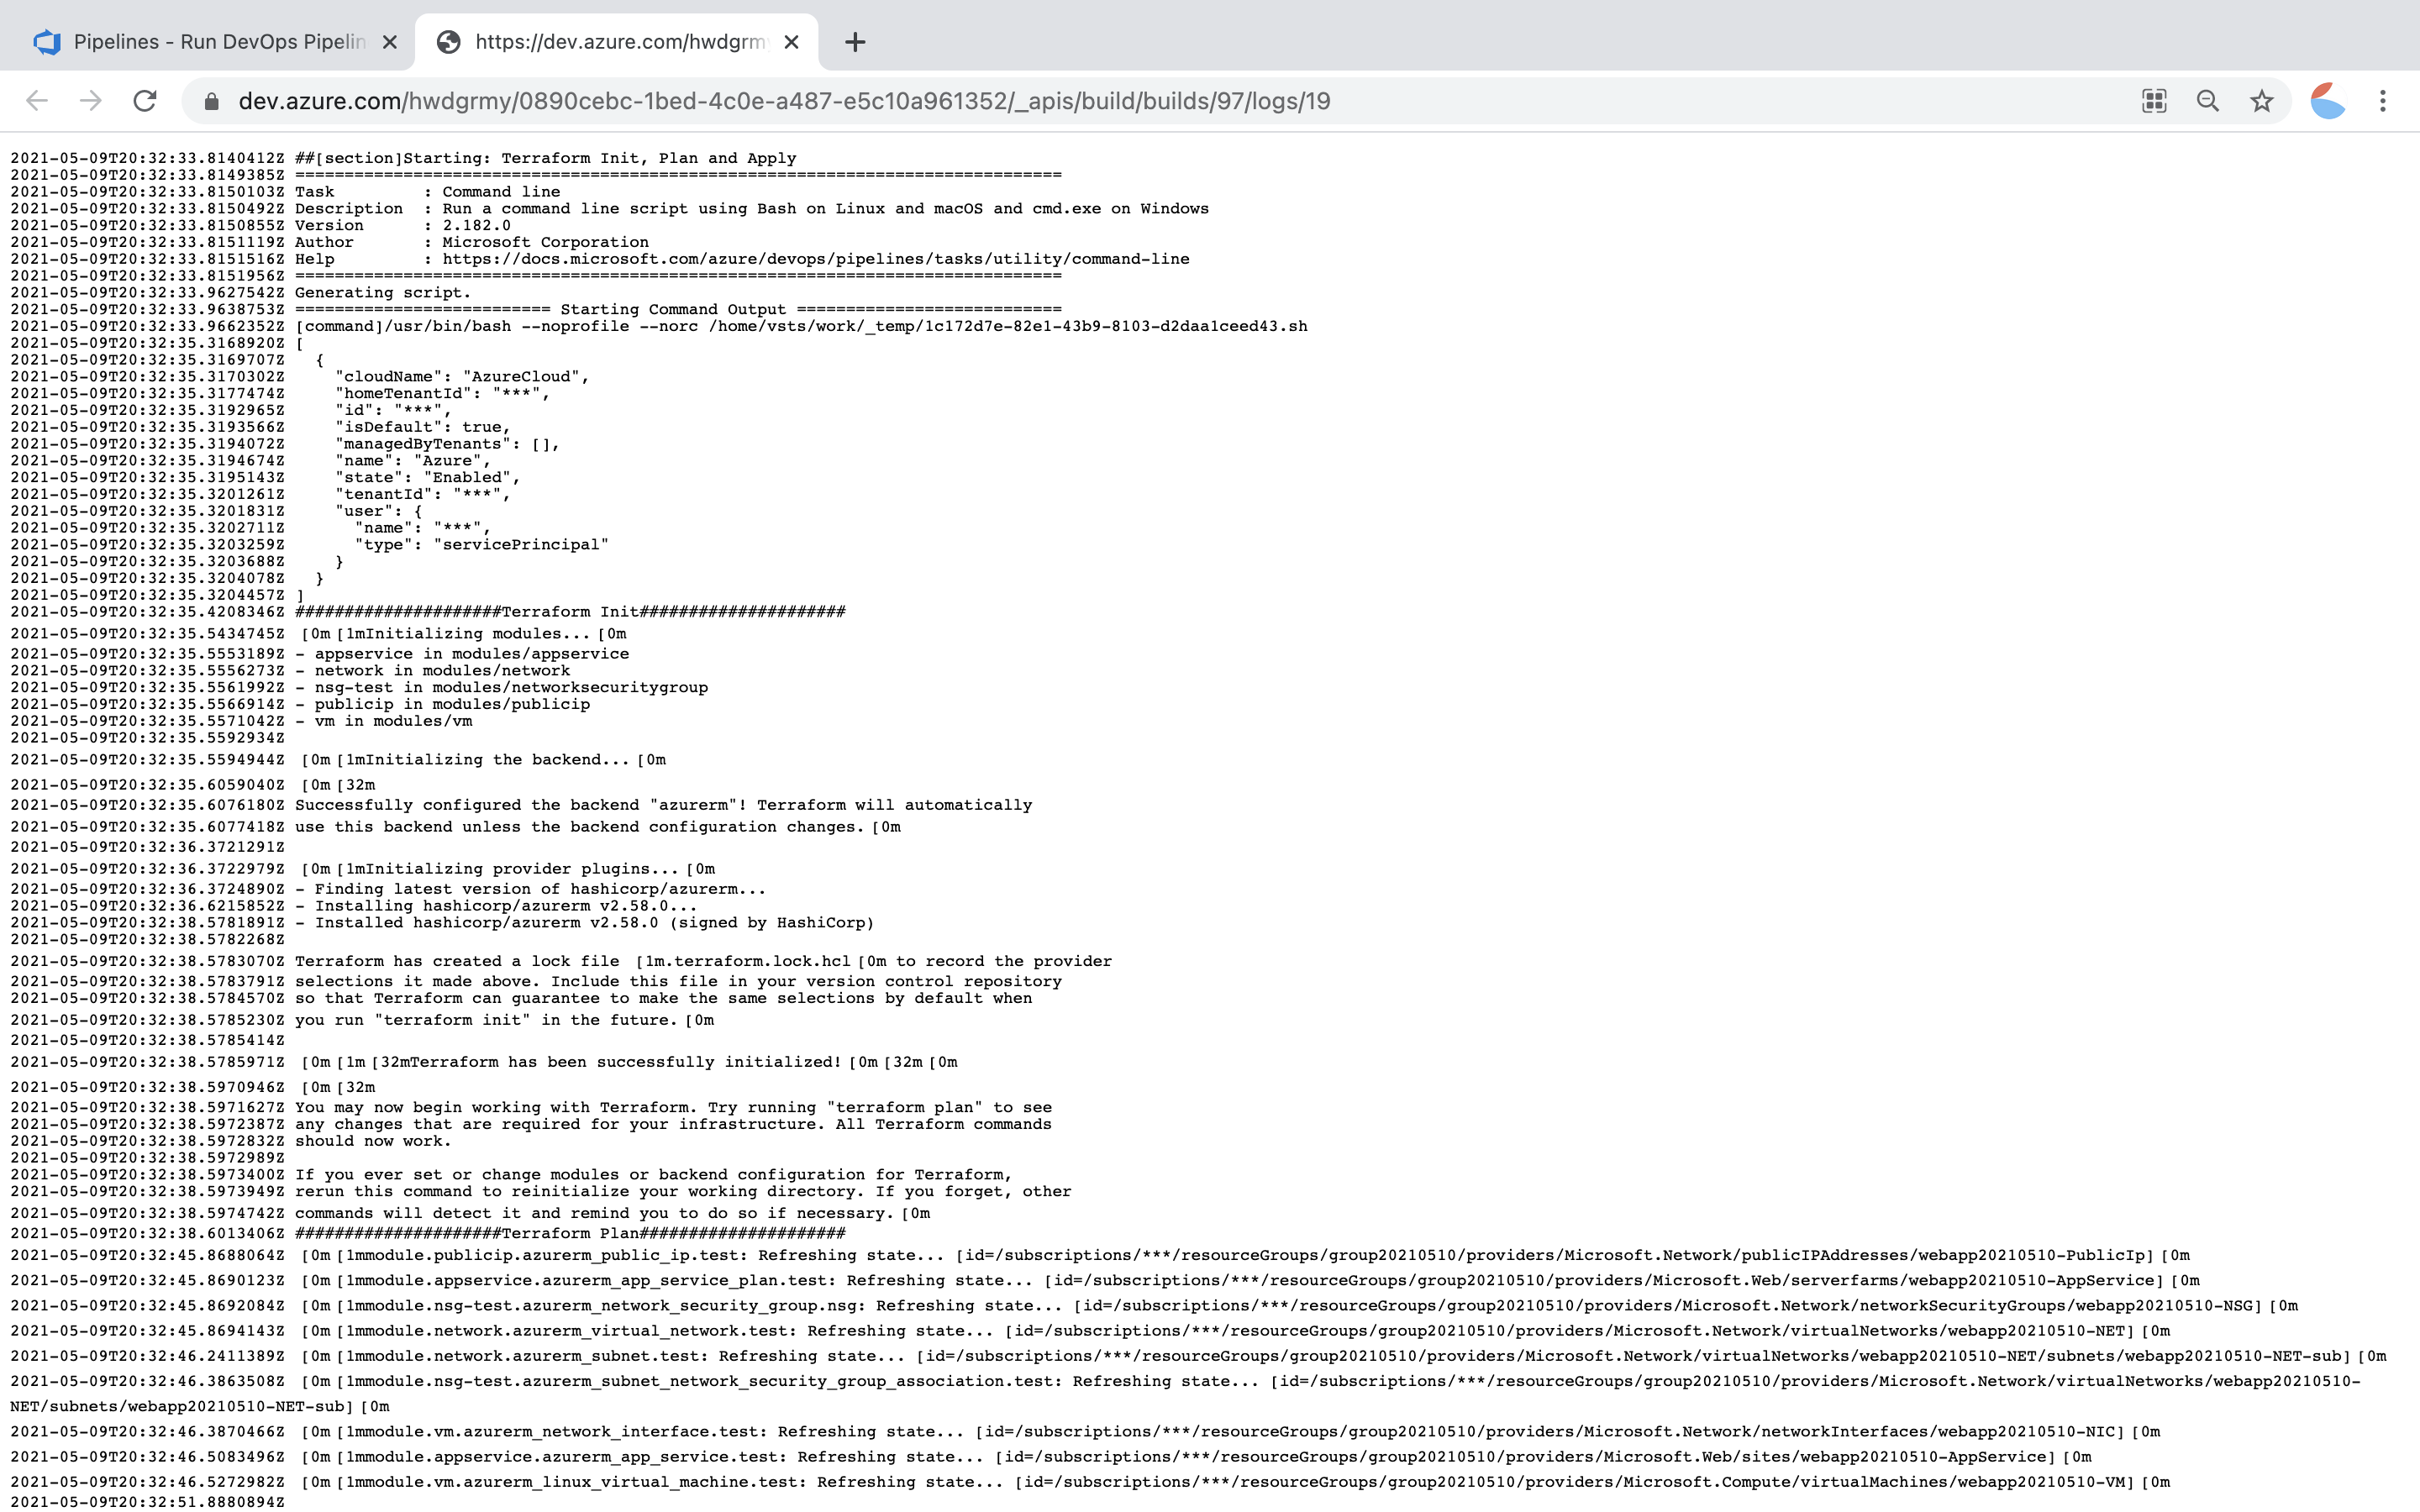 Pipelines - Run DevOps Pipelin
https://dev.azure.com/hwdgrmy
dev.azure.com/hwdgrmy/0890cebc-1bed-4c0e-a487-e5c10a961352/_apis/build/builds/97/logs/19
2021-05-09T20:32:33.8140412Z ##[section]Starting: Terraform Init, Plan and Apply
2021-05-09T20:32:33.8149385Z ==============================================================================
2021-05-09T20:32:33.8150103Z Task         : Command line
2021-05-09T20:32:33.8150492Z Description  : Run a command line script using Bash on Linux and macOS and cmd.exe on Windows
2021-05-09T20:32:33.8150855Z Version      : 2.182.0
2021-05-09T20:32:33.8151119Z Author       : Microsoft Corporation
2021-05-09T20:32:33.8151516Z Help         : https://docs.microsoft.com/azure/devops/pipelines/tasks/utility/command-line
2021-05-09T20:32:33.8151956Z ==============================================================================
2021-05-09T20:32:33.9627542Z Generating script.
2021-05-09T20:32:33.9638753Z ========================== Starting Command Output ===========================
2021-05-09T20:32:33.9662352Z [command]/usr/bin/bash --noprofile --norc /home/vsts/work/_temp/1c172d7e-82e1-43b9-8103-d2daa1ceed43.sh
2021-05-09T20:32:35.3168920Z [
2021-05-09T20:32:35.3169707Z   {
2021-05-09T20:32:35.3170302Z     "cloudName": "AzureCloud",
2021-05-09T20:32:35.3177474Z     "homeTenantId": "***",
2021-05-09T20:32:35.3192965Z     "id": "***",
2021-05-09T20:32:35.3193566Z     "isDefault": true,
2021-05-09T20:32:35.3194072Z     "managedByTenants": [],
2021-05-09T20:32:35.3194674Z     "name": "Azure",
2021-05-09T20:32:35.3195143Z     "state": "Enabled",
2021-05-09T20:32:35.3201261Z     "tenantId": "***",
2021-05-09T20:32:35.3201831Z     "user": {
2021-05-09T20:32:35.3202711Z       "name": "***",
2021-05-09T20:32:35.3203259Z       "type": "servicePrincipal"
2021-05-09T20:32:35.3203688Z     }
2021-05-09T20:32:35.3204078Z   }
2021-05-09T20:32:35.3204457Z ]
2021-05-09T20:32:35.4208346Z #####################Terraform Init#####################
2021-05-09T20:32:35.5434745Z [0m[1mInitializing modules...[0m
2021-05-09T20:32:35.5553189Z - appservice in modules/appservice
2021-05-09T20:32:35.5556273Z - network in modules/network
2021-05-09T20:32:35.5561992Z - nsg-test in modules/networksecuritygroup
2021-05-09T20:32:35.5566914Z - publicip in modules/publicip
2021-05-09T20:32:35.5571042Z - vm in modules/vm
2021-05-09T20:32:35.5592934Z
2021-05-09T20:32:35.5594944Z [0m[1mInitializing the backend...[0m
2021-05-09T20:32:35.6059040Z [0m[32m
2021-05-09T20:32:35.6076180Z Successfully configured the backend "azurerm"! Terraform will automatically
2021-05-09T20:32:35.6077418Z use this backend unless the backend configuration changes.[0m
2021-05-09T20:32:36.3721291Z
2021-05-09T20:32:36.3722979Z [0m[1mInitializing provider plugins...[0m
2021-05-09T20:32:36.3724890Z - Finding latest version of hashicorp/azurerm...
2021-05-09T20:32:36.6215852Z - Installing hashicorp/azurerm v2.58.0...
2021-05-09T20:32:38.5781891Z - Installed hashicorp/azurerm v2.58.0 (signed by HashiCorp)
2021-05-09T20:32:38.5782268Z
2021-05-09T20:32:38.5783070Z Terraform has created a lock file [1m.terraform.lock.hcl[0m to record the provider
2021-05-09T20:32:38.5783791Z selections it made above. Include this file in your version control repository
2021-05-09T20:32:38.5784570Z so that Terraform can guarantee to make the same selections by default when
2021-05-09T20:32:38.5785230Z you run "terraform init" in the future.[0m
2021-05-09T20:32:38.5785414Z
2021-05-09T20:32:38.5785971Z [0m[1m[32mTerraform has been successfully initialized![0m[32m[0m
2021-05-09T20:32:38.5970946Z [0m[32m
2021-05-09T20:32:38.5971627Z You may now begin working with Terraform. Try running "terraform plan" to see
2021-05-09T20:32:38.5972387Z any changes that are required for your infrastructure. All Terraform commands
2021-05-09T20:32:38.5972832Z should now work.
2021-05-09T20:32:38.5972989Z
2021-05-09T20:32:38.5973400Z If you ever set or change modules or backend configuration for Terraform,
2021-05-09T20:32:38.5973949Z rerun this command to reinitialize your working directory. If you forget, other
2021-05-09T20:32:38.5974742Z commands will detect it and remind you to do so if necessary.[0m
2021-05-09T20:32:38.6013406Z #####################Terraform Plan#####################
2021-05-09T20:32:45.8688064Z [0m[1mmodule.publicip.azurerm_public_ip.test: Refreshing state... [id=/subscriptions/***/resourceGroups/group20210510/providers/Microsoft.Network/publicIPAddresses/webapp20210510-PublicIp][0m
2021-05-09T20:32:45.8690123Z [0m[1mmodule.appservice.azurerm_app_service_plan.test: Refreshing state... [id=/subscriptions/***/resourceGroups/group20210510/providers/Microsoft.Web/serverfarms/webapp20210510-AppService][0m
2021-05-09T20:32:45.8692084Z [0m[1mmodule.nsg-test.azurerm_network_security_group.nsg: Refreshing state... [id=/subscriptions/***/resourceGroups/group20210510/providers/Microsoft.Network/networkSecurityGroups/webapp20210510-NSG][0m
2021-05-09T20:32:45.8694143Z [0m[1mmodule.network.azurerm_virtual_network.test: Refreshing state... [id=/subscriptions/***/resourceGroups/group20210510/providers/Microsoft.Network/virtualNetworks/webapp20210510-NET][0m
2021-05-09T20:32:46.2411389Z [0m[1mmodule.network.azurerm_subnet.test: Refreshing state... [id=/subscriptions/***/resourceGroups/group20210510/providers/Microsoft.Network/virtualNetworks/webapp20210510-NET/subnets/webapp20210510-NET-sub][0m
2021-05-09T20:32:46.3863508Z [0m[1mmodule.nsg-test.azurerm_subnet_network_security_group_association.test: Refreshing state... [id=/subscriptions/***/resourceGroups/group20210510/providers/Microsoft.Network/virtualNetworks/webapp20210510-
NET/subnets/webapp20210510-NET-sub][0m
2021-05-09T20:32:46.3870466Z [0m[1mmodule.vm.azurerm_network_interface.test: Refreshing state... [id=/subscriptions/***/resourceGroups/group20210510/providers/Microsoft.Network/networkInterfaces/webapp20210510-NIC][0m
2021-05-09T20:32:46.5083466Z [0m[1mmodule.appservice.azurerm_app_service.test: Refreshing state... [id=/subscriptions/***/resourceGroups/group20210510/providers/Microsoft.Web/sites/webapp20210510-AppService][0m
2021-05-09T20:32:46.5272982Z [0m[1mmodule.vm.azurerm_linux_virtual_machine.test: Refreshing state... [id=/subscriptions/***/resourceGroups/group20210510/providers/Microsoft.Compute/virtualMachines/webapp20210510-VM][0m
2021-05-09T20:32:51.8880894Z